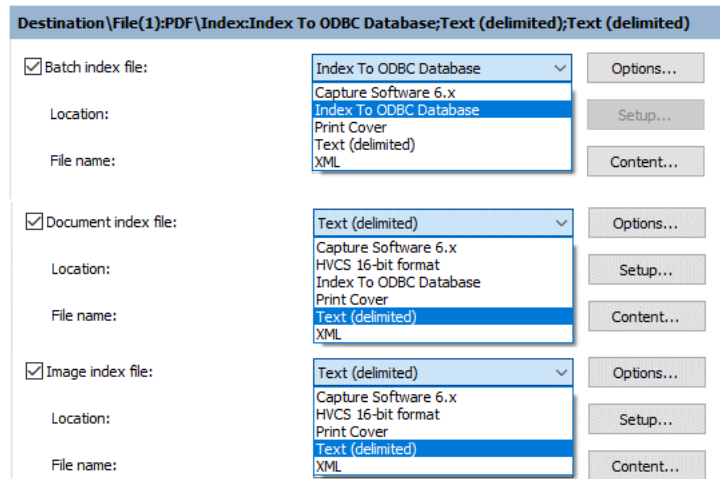 Destination\File(1):PDF\Index:Index To ODBC Database;Text (delimited);Text (delimited)
Batch index file: Index To ODBC Database Options...
Capture Software 6.x
Location: Index To ODBC Database Setup...
Print Cover
Text (delimited)
File name: XML Content...
Document index file: Text (delimited) Options...
Capture Software 6.x
Location: HVCS 16-bit format Setup...
Index To ODBC Database
Print Cover
File name: Text (delimited) Content...
XML
Image index file: Text (delimited) Options...
Capture Software 6.x
Location: HVCS 16-bit format Setup...
Print Cover
Text (delimited)
File name: XML Content...